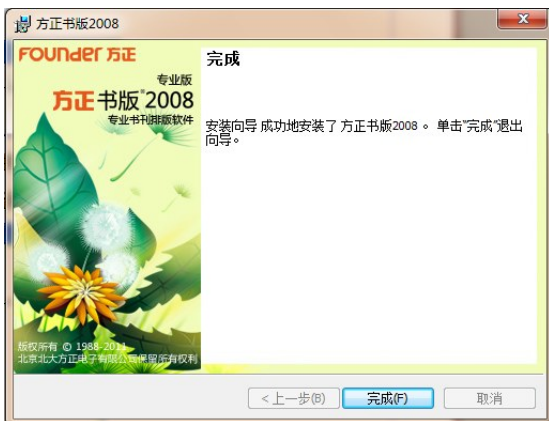 方正书版2008
Founder 方正
专业版
方正书版®2008
专业书刊排版软件
完成
安装向导 成功地安装了 方正书版2008 。 单击"完成"退出
向导。
版权所有 © 1988-2011
北京北大方正电子有限公司保留所有权利
<上一步(B)
完成(F)
取消